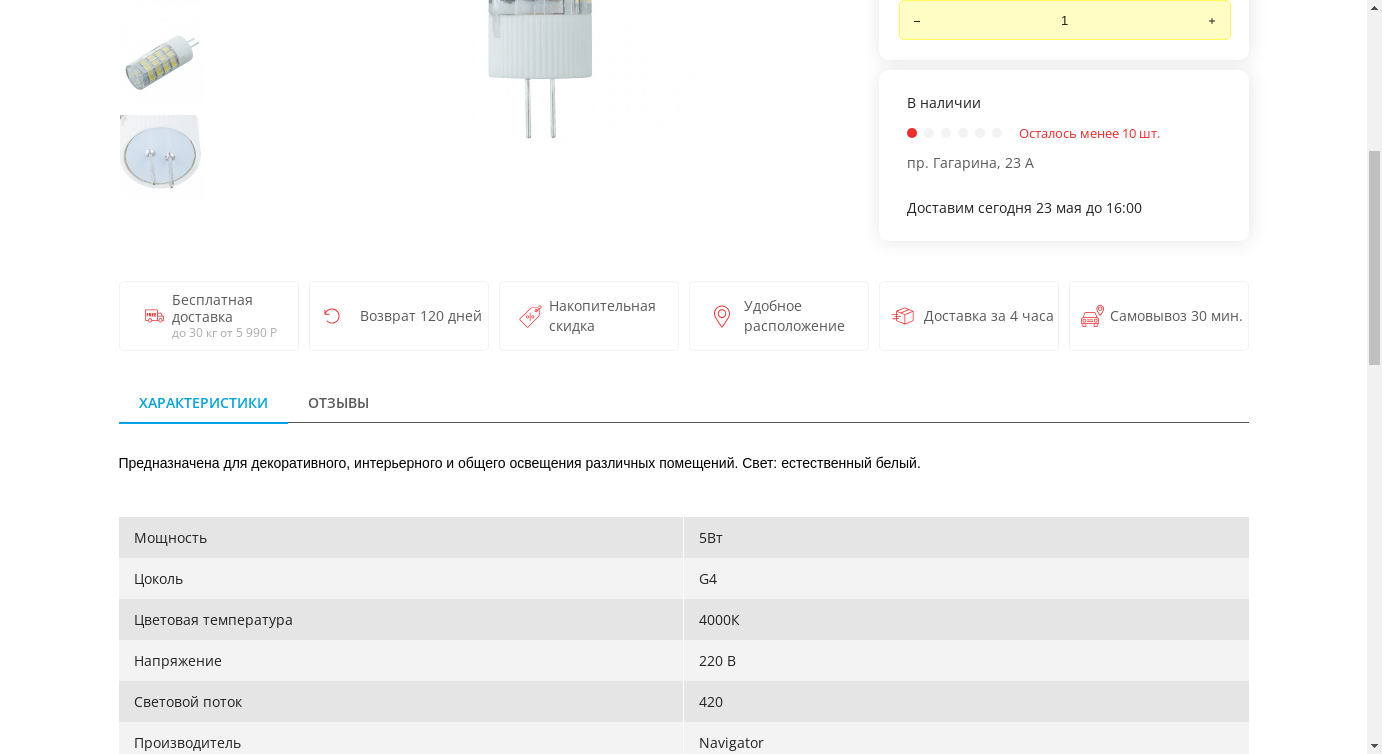 – 1 +
В наличии
Осталось менее 10 шт.
пр. Гагарина, 23 А
Доставим сегодня 23 мая до 16:00
Бесплатная
доставка
до 30 кг от 5 990 Р
Возврат 120 дней
Накопительная
скидка
Удобное
расположение
Доставка за 4 часа
Самовывоз 30 мин.
ХАРАКТЕРИСТИКИ ОТЗЫВЫ
Предназначена для декоративного, интерьерного и общего освещения различных помещений. Свет: естественный белый.
Мощность 5Вт
Цоколь G4
Цветовая температура 4000К
Напряжение 220 В
Световой поток 420
Производитель Navigator